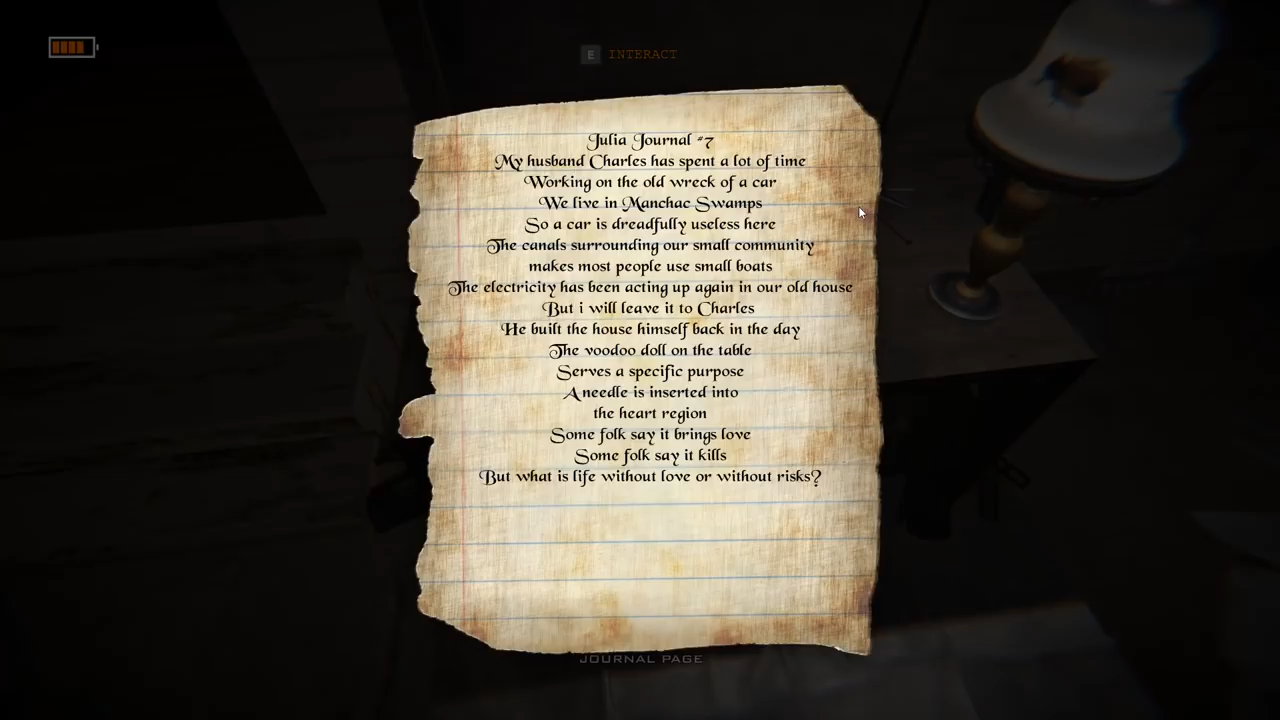 E INTERACT
Julia Journal #7
My husband Charles has spent a lot of time
Working on the old wreck of a car
We live in Manchac Swamps
So a car is dreadfully useless here
The canals surrounding our small community
makes most people use small boats
The electricity has been acting up again in our old house
But i will leave it to Charles
He built the house himself back in the day
The voodoo doll on the table
Serves a specific purpose
A needle is inserted into
the heart region
Some folk say it brings love
Some folk say it kills
But what is life without love or without risks?
JOURNAL PAGE